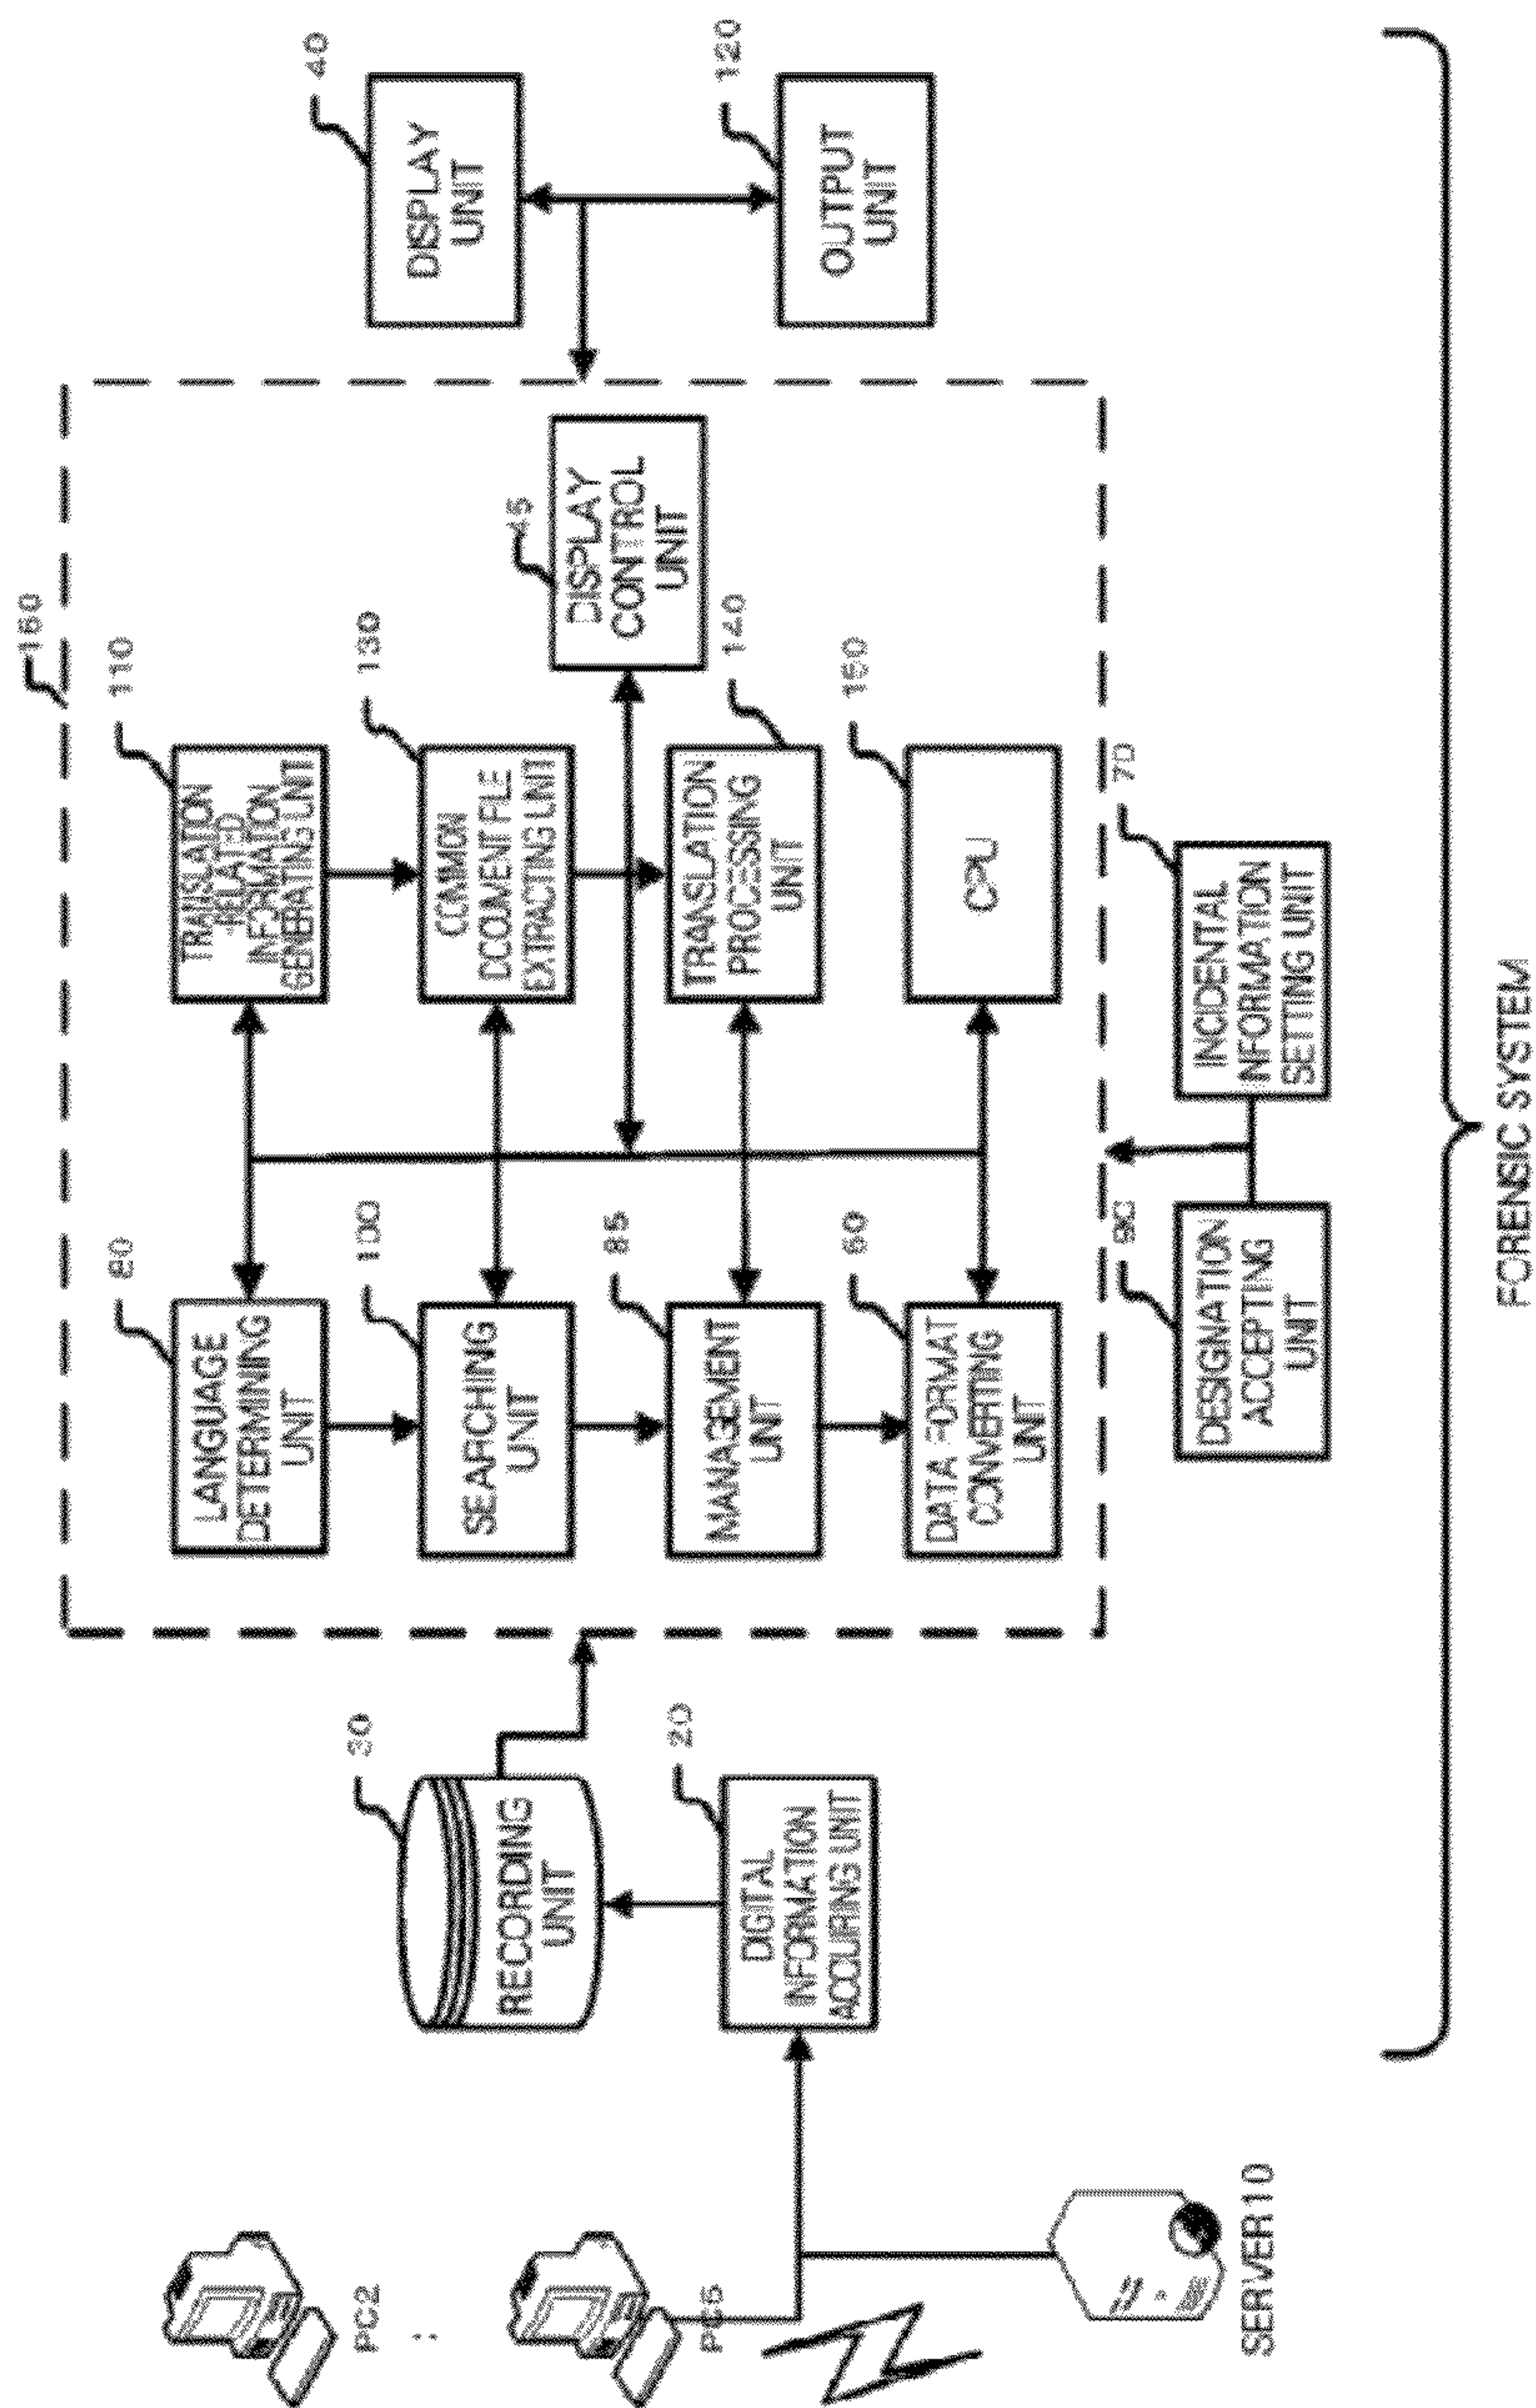 PC2
:
PC5
SERVER10
30
RECORDING
UNIT
20
DIGITAL
INFORMATION
ACQUIRING UNIT
160
80
LANGUAGE
DETERMINING
UNIT
100
SEARCHING
UNIT
85
MANAGEMENT
UNIT
60
DATA FORMAT
CONVERTING
UNIT
110
TRANSLATION
-RELATED
INFORMATION
GENERATING UNIT
130
COMMON
DOCUMENT FILE
EXTRACTING UNIT
140
TRANSLATION
PROCESSING
UNIT
150
CPU
45
DISPLAY
CONTROL
UNIT
90
DESIGNATION
ACCEPTING
UNIT
70
INCIDENTAL
INFORMATION
SETTING UNIT
40
DISPLAY
UNIT
120
OUTPUT
UNIT
FORENSIC SYSTEM